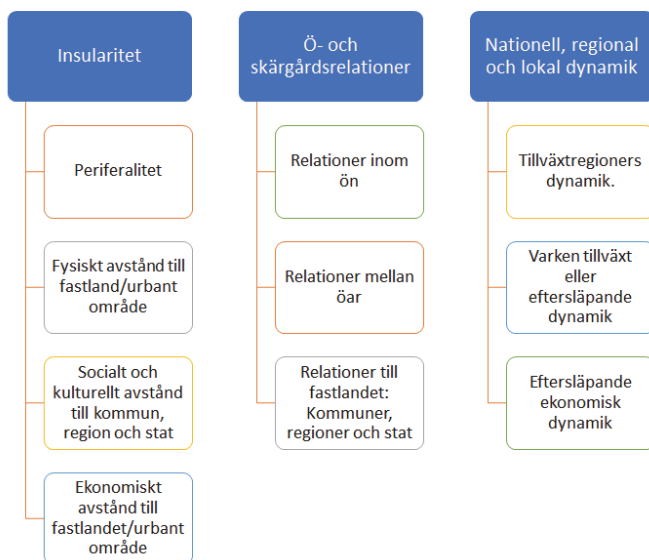 Insularitet
Periferalitet
Fysiskt avstånd till
fastland/urbant
område
Socialt och
kulturellt avstånd
till kommun,
region och stat
Ekonomiskt
avstånd till
fastlandet/urbant
område
Ö- och
skärgårdsrelationer
Relationer inom
ön
Relationer mellan
öar
Relationer till
fastlandet:
Kommuner,
regioner och stat
Nationell, regional
och lokal dynamik
Tillväxtregioners
dynamik.
Varken tillväxt
eller
eftersläpande
dynamik
Eftersläpande
ekonomisk
dynamik